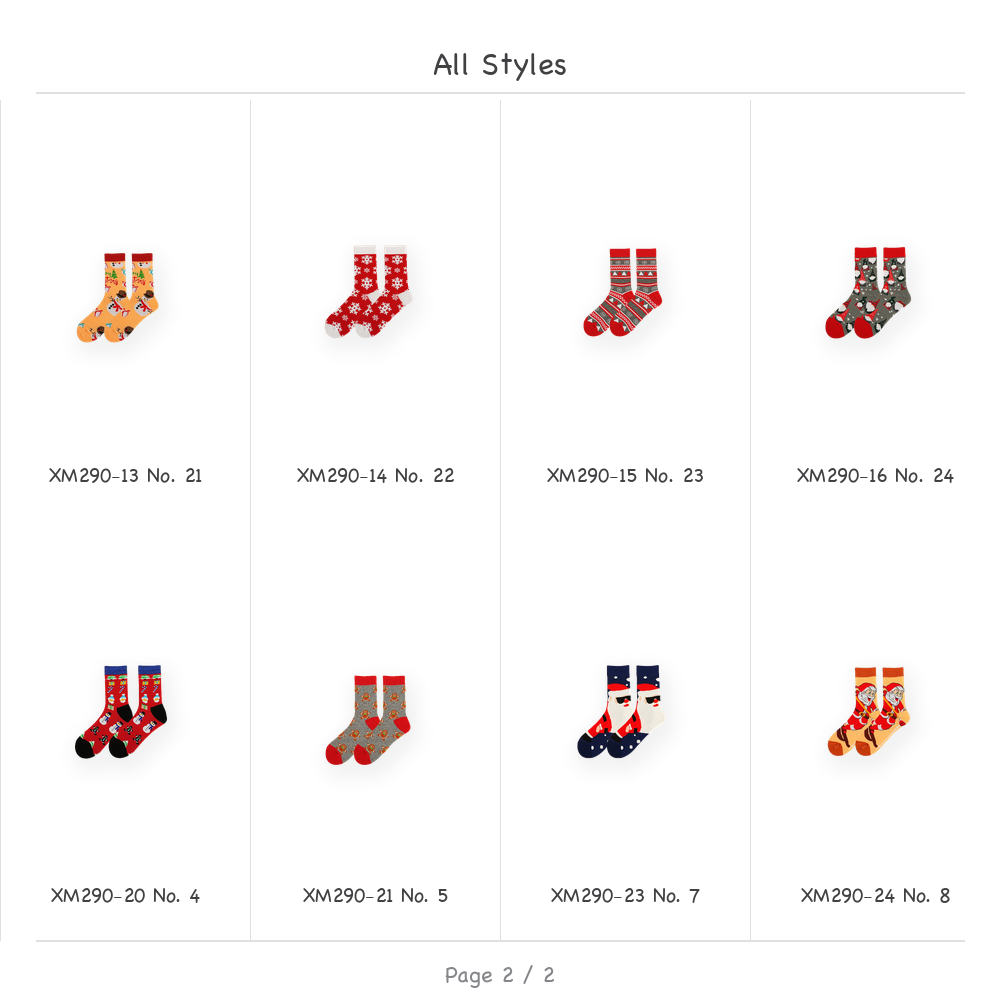 All Styles
XM290-13 No. 21
XM290-14 No. 22
XM290-15 No. 23
XM290-16 No. 24
XM290-20 No. 4
XM290-21 No. 5
XM290-23 No. 7
XM290-24 No. 8
Page 2 / 2